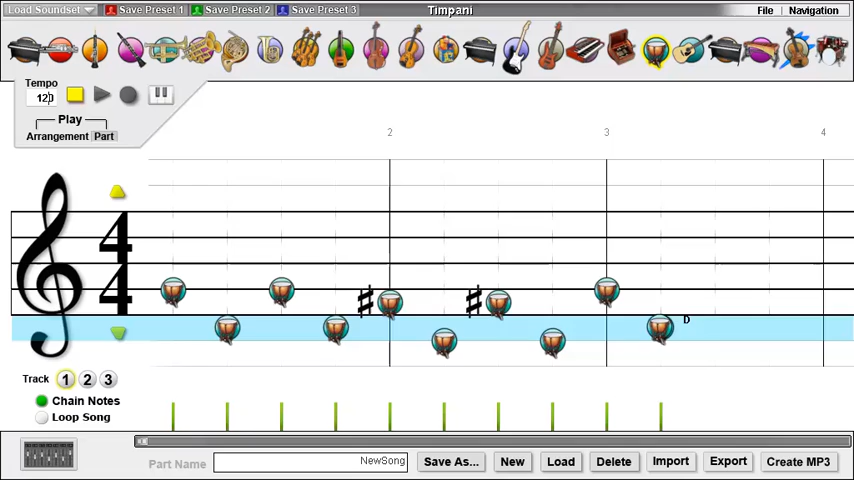 Load Soundset Save Preset 1 Save Preset 2 Save Preset 3 Timpani File Navigation
Tempo
120
Play
Arrangement Part
2 3 4
4
4
D
Track 1 2 3
Chain Notes
Loop Song
Part Name NewSong Save As... New Load Delete Import Export Create MP3